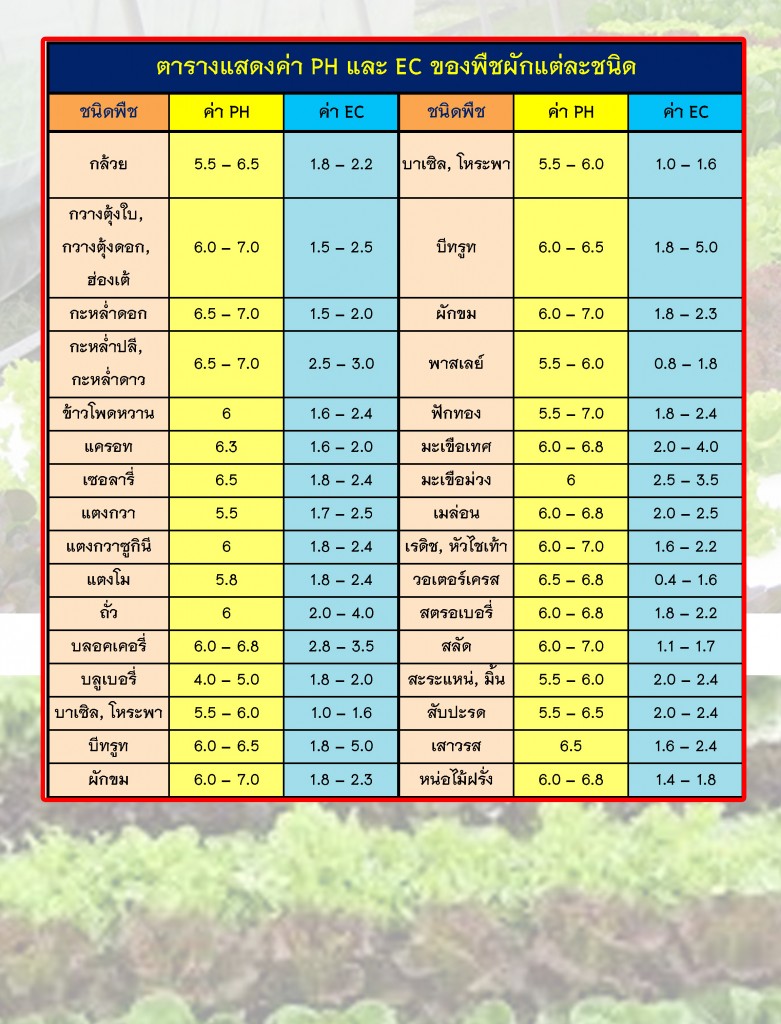 ตารางแสดงค่า PH และ EC ของพืชผักแต่ละชนิด
ชนิดพืช ค่า PH ค่า EC ชนิดพืช ค่า PH ค่า EC
กล้วย 5.5 – 6.5 1.8 – 2.2 บาเซิล, โหระพา 5.5 – 6.0 1.0 – 1.6
กวางตุ้งใบ,
กวางตุ้งดอก, 6.0 – 7.0 1.5 – 2.5 บีทรูท 6.0 – 6.5 1.8 – 5.0
ฮ่องเต้
กะหล่ำดอก 6.5 – 7.0 1.5 – 2.0 ผักขม 6.0 – 7.0 1.8 – 2.3
กะหล่ำปลี,
กะหล่ำดาว 6.5 – 7.0 2.5 – 3.0 พาสเลย์ 5.5 – 6.0 0.8 – 1.8
ข้าวโพดหวาน 6 1.6 – 2.4 ฟักทอง 5.5 – 7.0 1.8 – 2.4
แครอท 6.3 1.6 – 2.0 มะเขือเทศ 6.0 – 6.8 2.0 – 4.0
เซอลารี่ 6.5 1.8 – 2.4 มะเขือม่วง 6 2.5 – 3.5
แตงกวา 5.5 1.7 – 2.5 เมล่อน 6.0 – 6.8 2.0 – 2.5
แตงกวาซูกินี 6 1.8 – 2.4 เรดิช, หัวไชเท้า 6.0 – 7.0 1.6 – 2.2
แตงโม 5.8 1.8 – 2.4 วอเตอร์เครส 6.5 – 6.8 0.4 – 1.6
ถั่ว 6 2.0 – 4.0 สตรอเบอรี่ 6.0 – 6.8 1.8 – 2.2
บลอคเคอรี่ 6.0 – 6.8 2.8 – 3.5 สลัด 6.0 – 7.0 1.1 – 1.7
บลูเบอรี่ 4.0 – 5.0 1.8 – 2.0 สะระแหน่, มิ้น 5.5 – 6.0 2.0 – 2.4
บาเซิล, โหระพา 5.5 – 6.0 1.0 – 1.6 สับปะรด 5.5 – 6.5 2.0 – 2.4
บีทรูท 6.0 – 6.5 1.8 – 5.0 เสาวรส 6.5 1.6 – 2.4
ผักขม 6.0 – 7.0 1.8 – 2.3 หน่อไม้ฝรั่ง 6.0 – 6.8 1.4 – 1.8